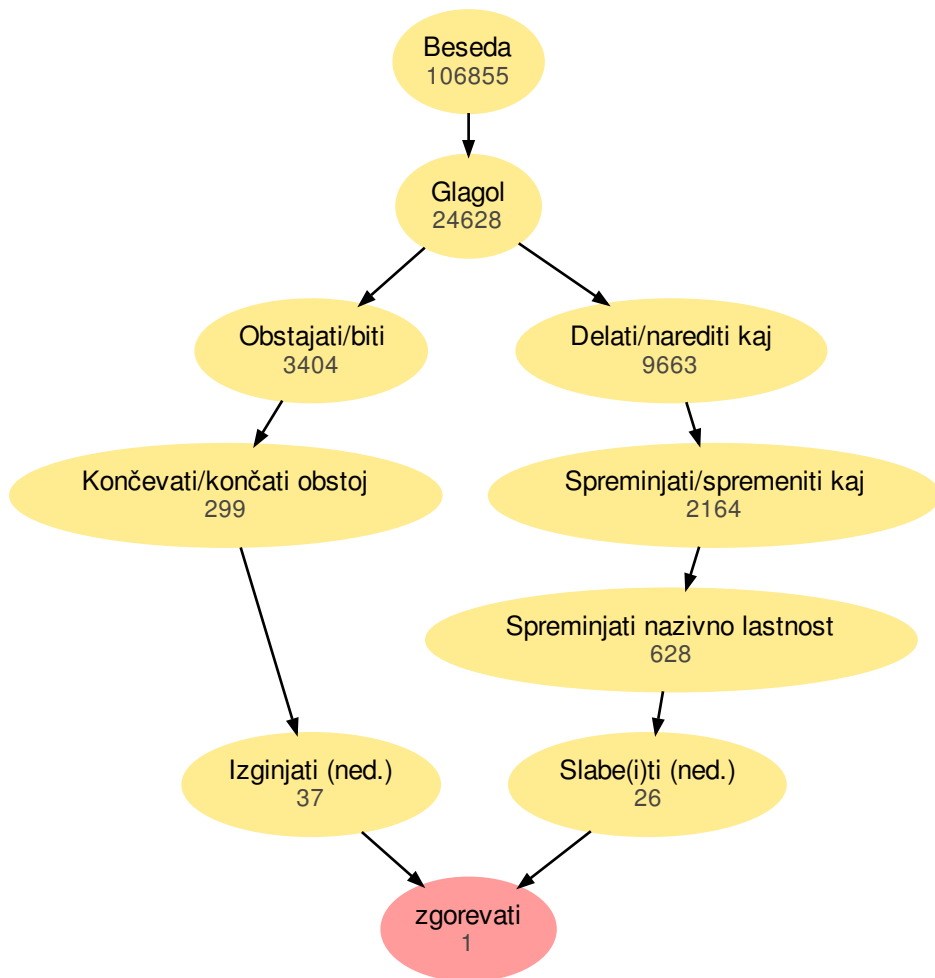 Beseda
106855
Glagol
24628
Obstajati/biti
3404
Delati/narediti kaj
9663
Končevati/končati obstoj
299
Spreminjati/spremeniti kaj
2164
Spreminjati nazivno lastnost
628
Izginjati (ned.)
37
Slabe(i)ti (ned.)
26
zgorevati
1